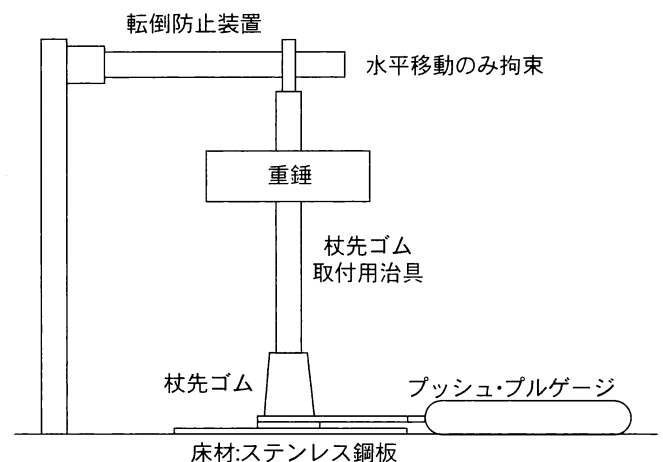 転倒防止装置
水平移動のみ拘束
重錘
杖先ゴム
取付用治具
杖先ゴム
プッシュ・プルゲージ
床材:ステンレス鋼板